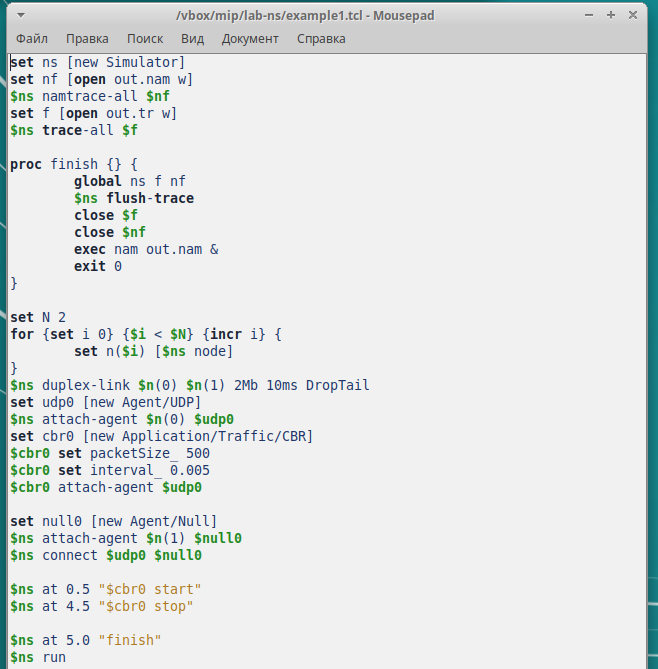 /vbox/mip/lab-ns/example1.tcl - Mousepad
Файл Правка Поиск Вид Документ Справка
set ns [new Simulator]
set nf [open out.nam w]
$ns namtrace-all $nf
set f [open out.tr w]
$ns trace-all $f

proc finish {} {
        global ns f nf
        $ns flush-trace
        close $f
        close $nf
        exec nam out.nam &
        exit 0
}

set N 2
for {set i 0} {$i < $N} {incr i} {
        set n($i) [$ns node]
}
$ns duplex-link $n(0) $n(1) 2Mb 10ms DropTail
set udp0 [new Agent/UDP]
$ns attach-agent $n(0) $udp0
set cbr0 [new Application/Traffic/CBR]
$cbr0 set packetSize_ 500
$cbr0 set interval_ 0.005
$cbr0 attach-agent $udp0

set null0 [new Agent/Null]
$ns attach-agent $n(1) $null0
$ns connect $udp0 $null0

$ns at 0.5 "$cbr0 start"
$ns at 4.5 "$cbr0 stop"

$ns at 5.0 "finish"
$ns run